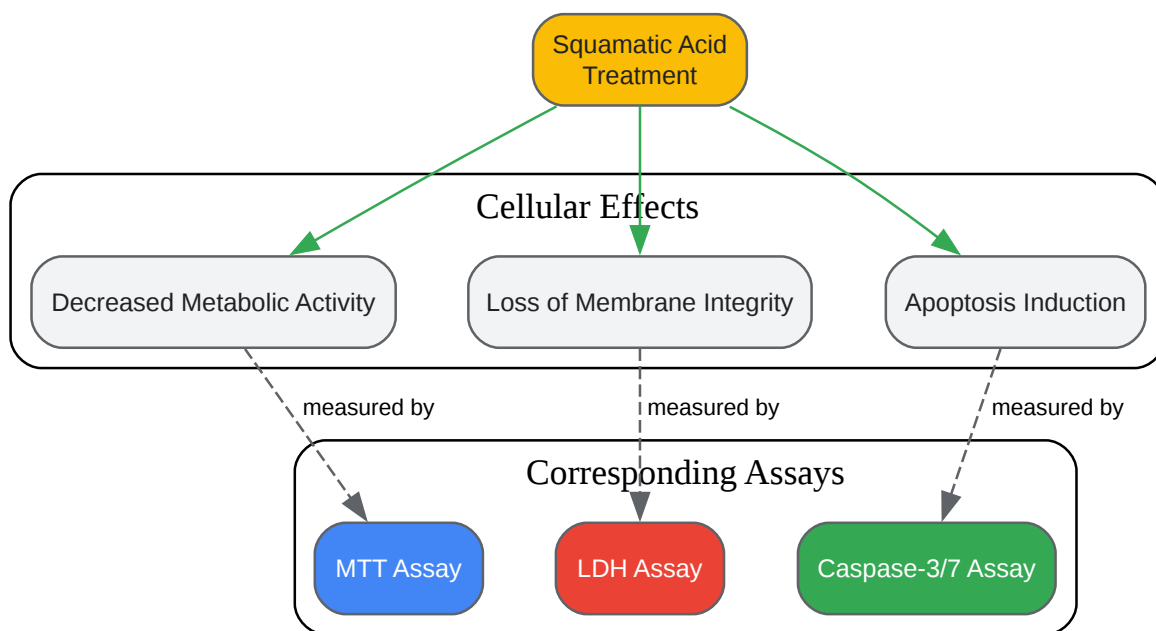 Squamatic Acid
Treatment
Cellular Effects
Decreased Metabolic Activity
Loss of Membrane Integrity
Apoptosis Induction
measured by
measured by
measured by
Corresponding Assays
MTT Assay
LDH Assay
Caspase-3/7 Assay